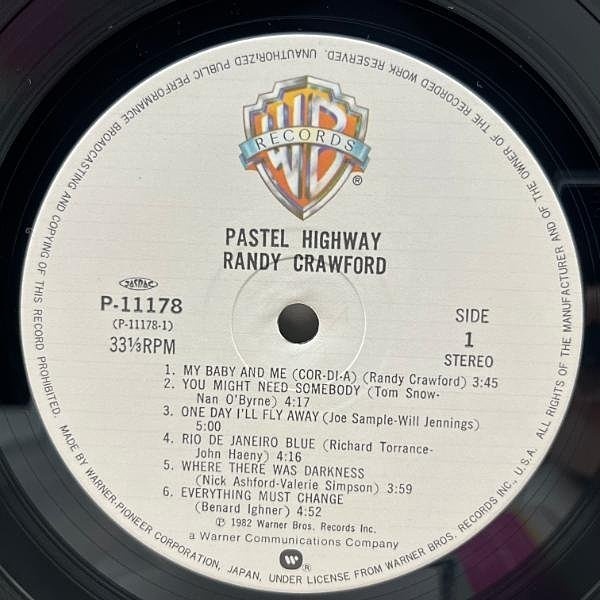 UNAUTHORIZED PUBLIC PERFORMANCE BROADCASTING AND COPYING OF THIS RECORD PROHIBITED. MADE BY WARNER-PIONEER CORPORATION, JAPAN, UNDER LICENSE FROM WARNER BROS. RECORDS INC., U.S.A. ALL RIGHTS OF THE MANUFACTURER AND OF THE OWNER OF THE RECORDED WORK RESERVED.
WB
RECORDS
®
PASTEL HIGHWAY
RANDY CRAWFORD
JASRAC
P-11178
(P-11178-1)
33⅓RPM
SIDE
1
STEREO
1. MY BABY AND ME (COR-DI-A) (Randy Crawford) 3:45
2. YOU MIGHT NEED SOMEBODY (Tom Snow-
Nan O'Byrne) 4:17
3. ONE DAY I'LL FLY AWAY (Joe Sample-Will Jennings)
5:00
4. RIO DE JANEIRO BLUE (Richard Torrance-
John Haeny) 4:16
5. WHERE THERE WAS DARKNESS
(Nick Ashford-Valerie Simpson) 3:59
6. EVERYTHING MUST CHANGE
(Benard Ighner) 4:52
℗ 1982 Warner Bros. Records Inc.
a Warner Communications Company
®